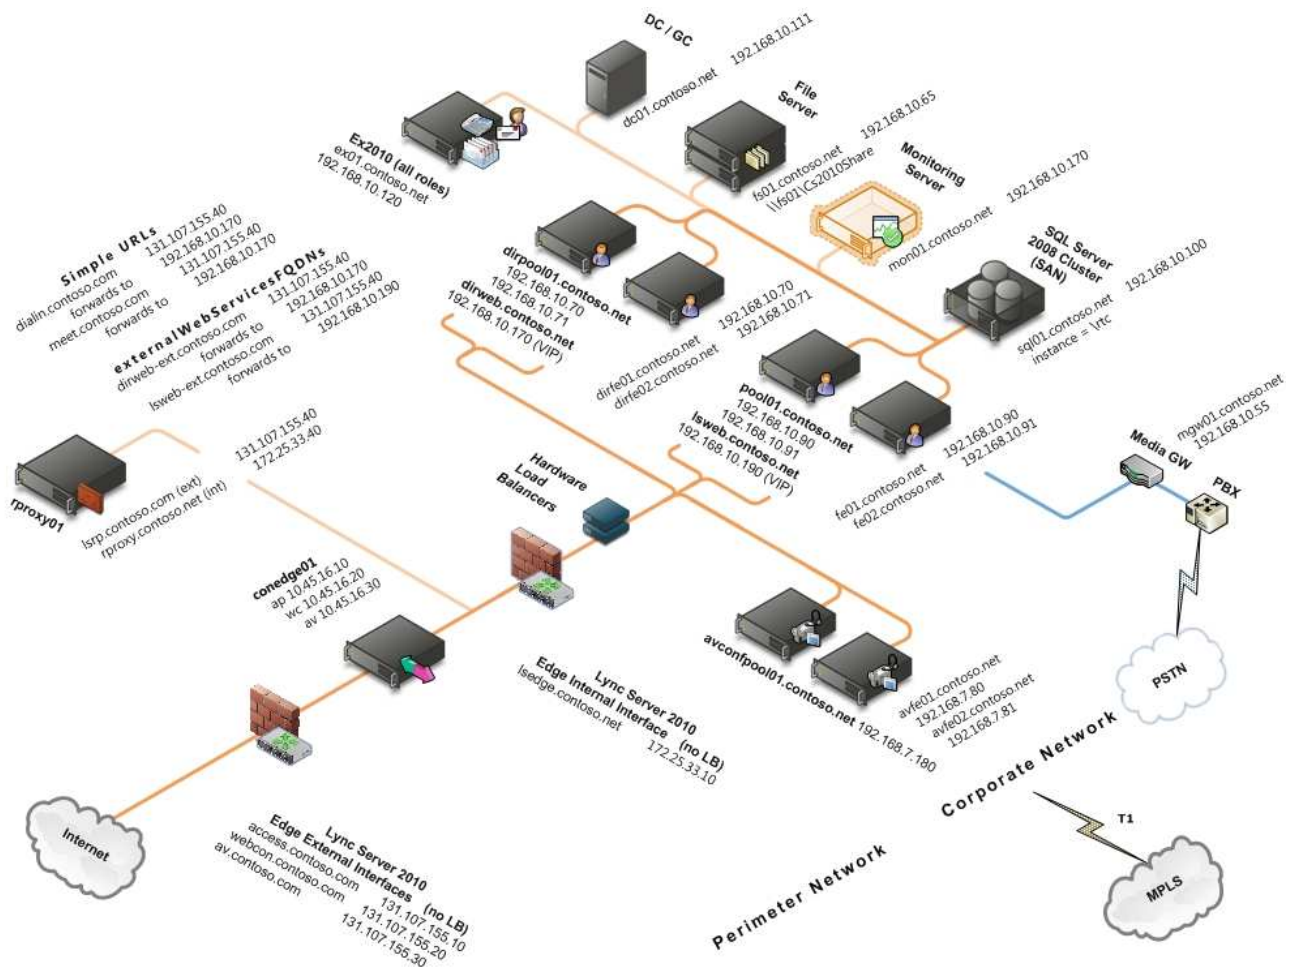 DC / GC
dc01.contoso.net 192.168.10.111
File
Server
fs01.contoso.net 192.168.10.65
\\fs01\Cs2010Share
Monitoring
Server
mon01.contoso.net 192.168.10.170
SQL Server
2008 Cluster
(SAN)
sql01.contoso.net 192.168.10.100
instance = \rtc
Ex2010 (all roles)
ex01.contoso.net
192.168.10.120
Simple URLs
dialin.contoso.com 131.107.155.40
forwards to 192.168.10.170
meet.contoso.com 131.107.155.40
forwards to 192.168.10.170
externalWebServicesFQDNs
dirweb-ext.contoso.com 131.107.155.40
forwards to 192.168.10.170
lsweb-ext.contoso.com 131.107.155.40
forwards to 192.168.10.190
dirpool01.contoso.net
192.168.10.70
192.168.10.71
dirweb.contoso.net
192.168.10.170 (VIP)
dirfe01.contoso.net 192.168.10.70
dirfe02.contoso.net 192.168.10.71
pool01.contoso.net
192.168.10.90
192.168.10.91
lsweb.contoso.net
192.168.10.190 (VIP)
fe01.contoso.net 192.168.10.90
fe02.contoso.net 192.168.10.91
Media GW
mgw01.contoso.net
192.168.10.55
PBX
PSTN
rproxy01
131.107.155.40
172.25.33.40
lsrp.contoso.com (ext)
rproxy.contoso.net (int)
Hardware
Load
Balancers
conedge01
ap 10.45.16.10
wc 10.45.16.20
av 10.45.16.30
Lync Server 2010
Edge Internal Interface (no LB)
lsedge.contoso.net 172.25.33.10
avconfpool01.contoso.net 192.168.7.180
avfe01.contoso.net
192.168.7.80
avfe02.contoso.net
192.168.7.81
Internet
Lync Server 2010
Edge External Interfaces (no LB)
access.contoso.com 131.107.155.10
webcon.contoso.com 131.107.155.20
av.contoso.com 131.107.155.30
Corporate Network
Perimeter Network
T1
MPLS